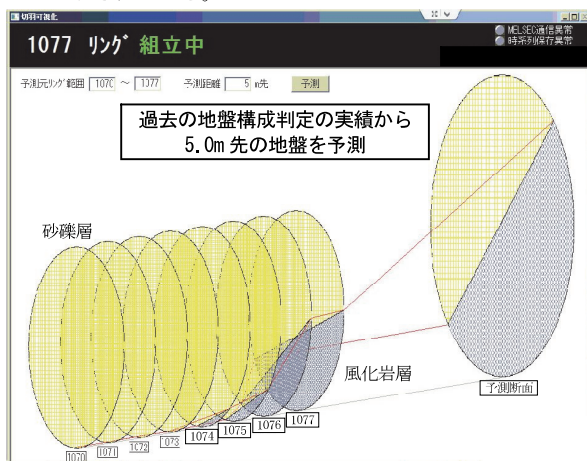 切羽可視化
1077 リング 組立中
MELSEC通信異常
時系列保存異常
予測元リング範囲 1070 ～ 1077 予測距離 5 m先 予測
過去の地盤構成判定の実績から
5.0m 先の地盤を予測
砂礫層
風化岩層
予測断面
1070
1071
1072
1073
1074
1075
1076
1077